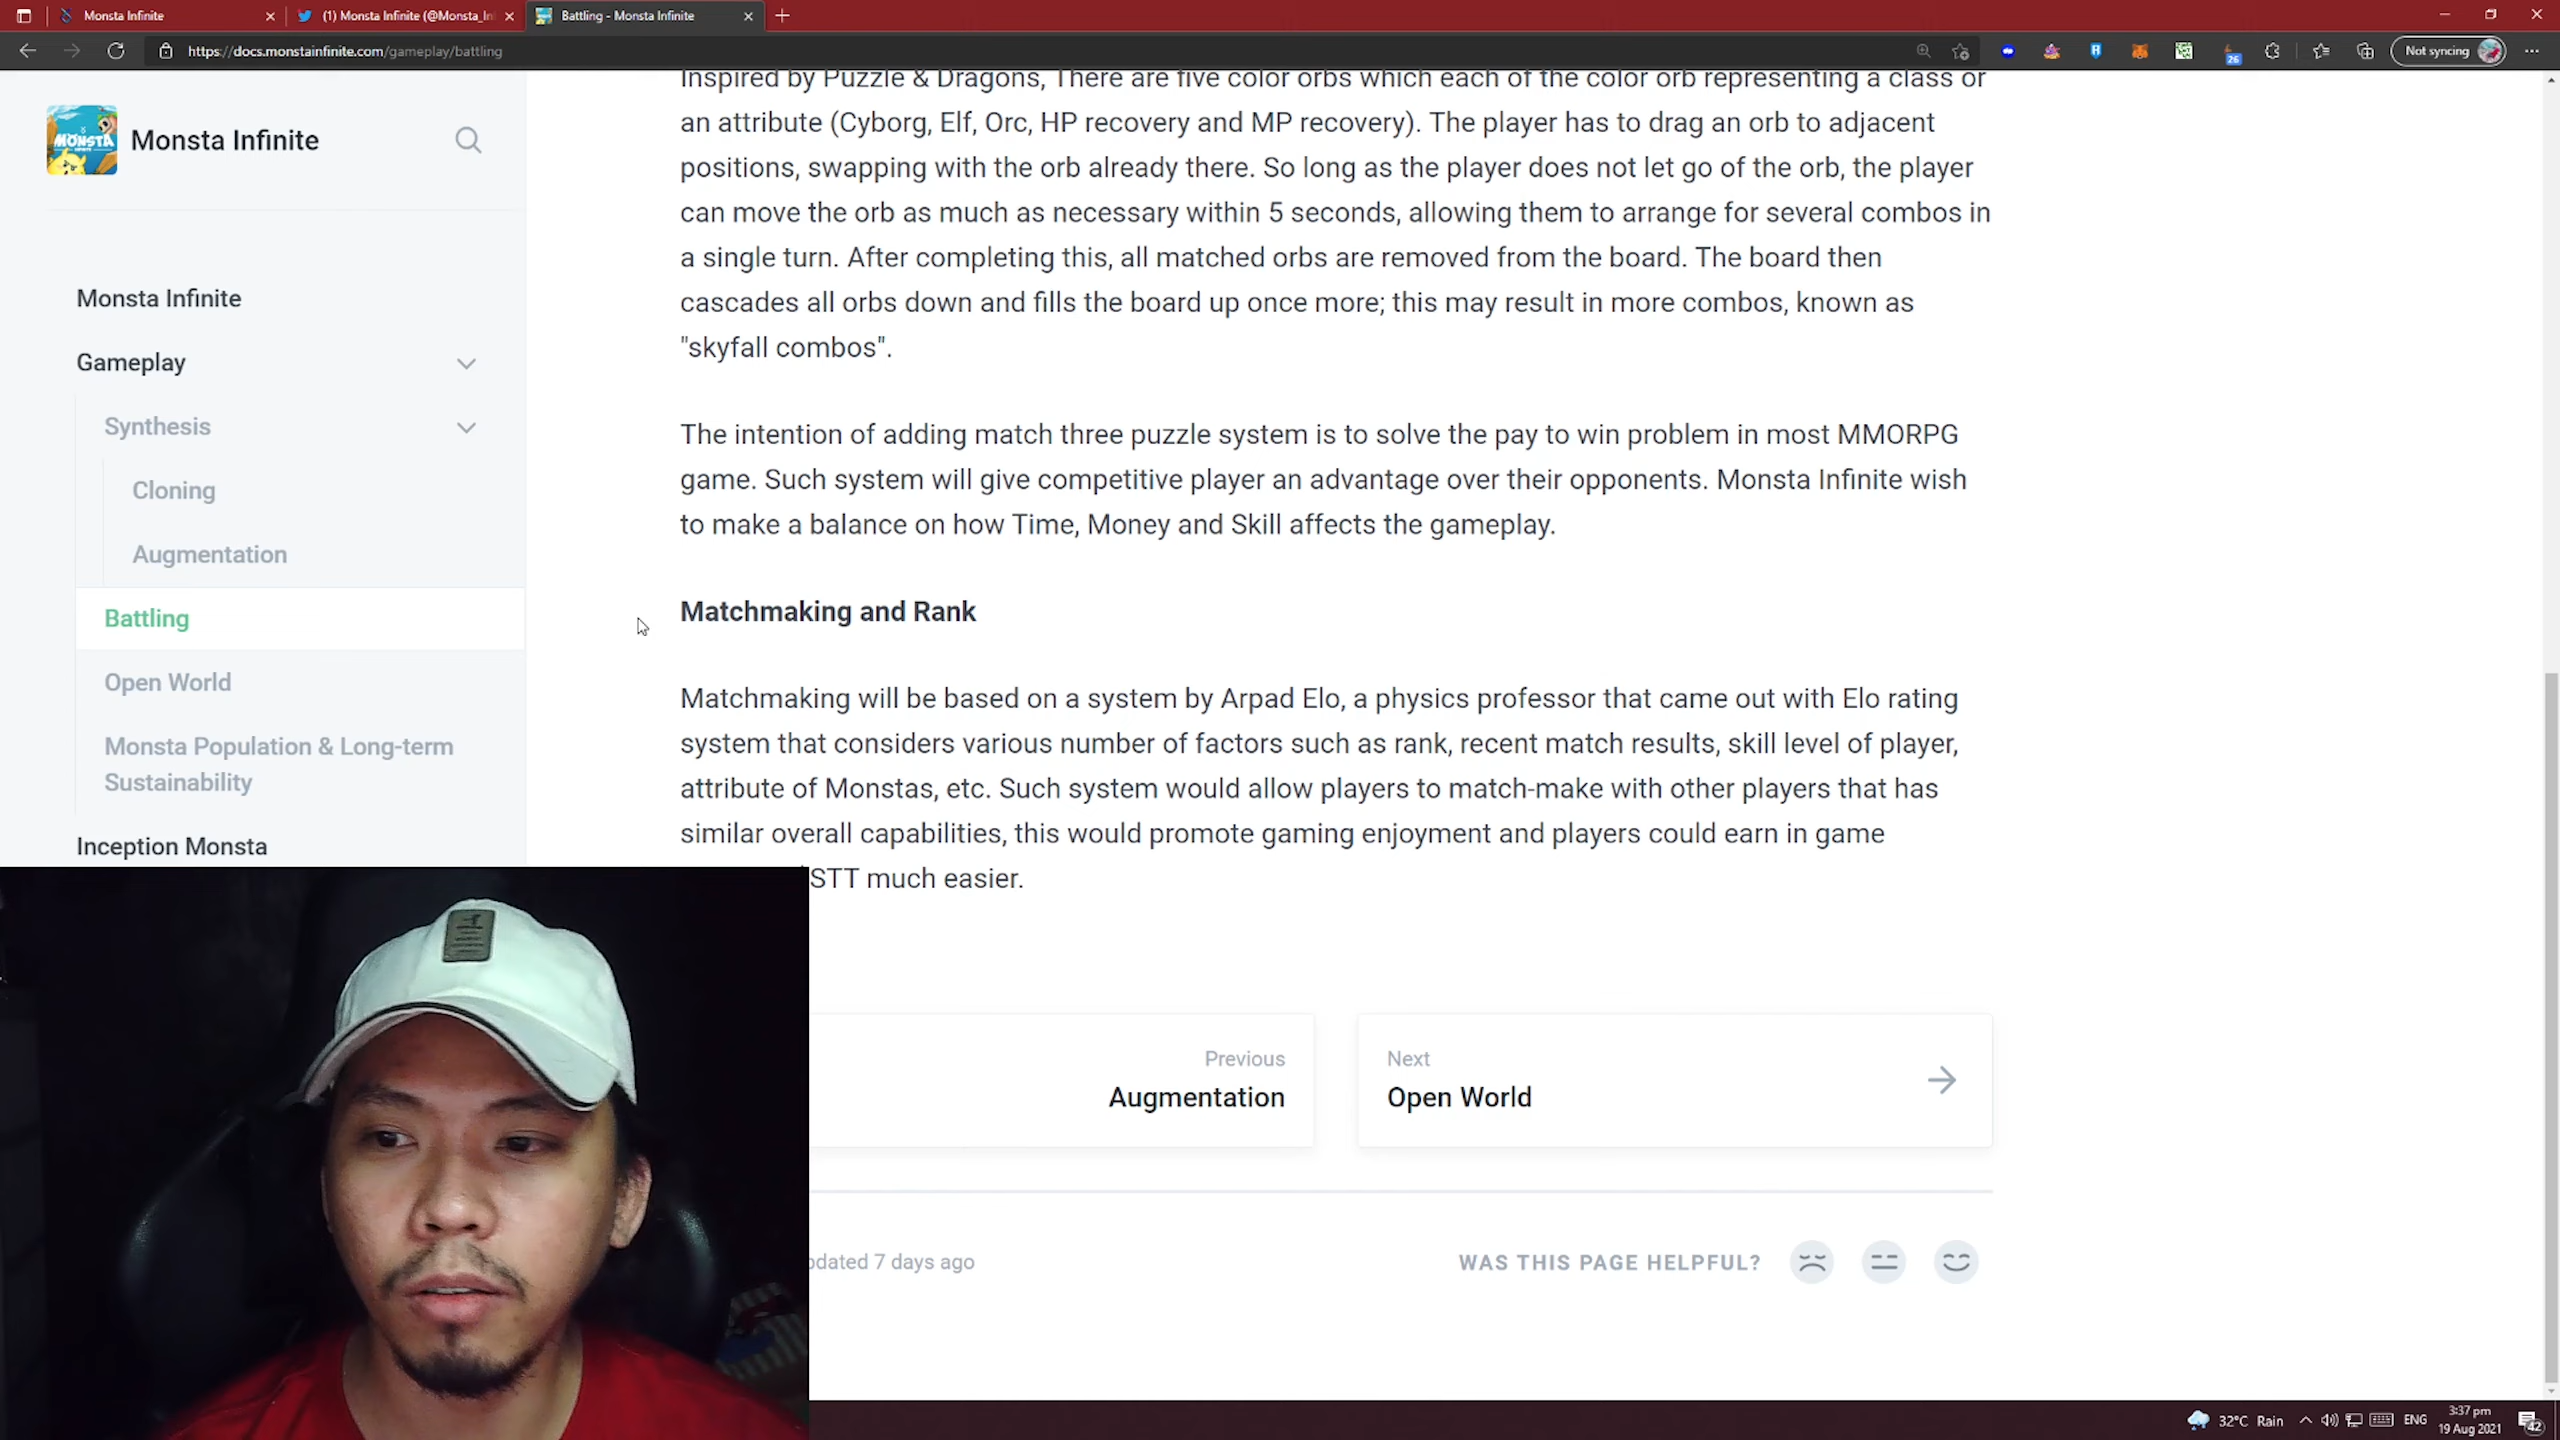 Monsta Infinite
(1) Monsta Infinite (@Monsta_In
Battling - Monsta Infinite
https://docs.monstainfinite.com/gameplay/battling
26
Not syncing
MONSTA
Monsta Infinite
Monsta Infinite
Gameplay
Synthesis
Cloning
Augmentation
Battling
Open World
Monsta Population & Long-term
Sustainability
Inception Monsta
Inspired by Puzzle & Dragons, There are five color orbs which each of the color orb representing a class or
an attribute (Cyborg, Elf, Orc, HP recovery and MP recovery). The player has to drag an orb to adjacent
positions, swapping with the orb already there. So long as the player does not let go of the orb, the player
can move the orb as much as necessary within 5 seconds, allowing them to arrange for several combos in
a single turn. After completing this, all matched orbs are removed from the board. The board then
cascades all orbs down and fills the board up once more; this may result in more combos, known as
"skyfall combos".
The intention of adding match three puzzle system is to solve the pay to win problem in most MMORPG
game. Such system will give competitive player an advantage over their opponents. Monsta Infinite wish
to make a balance on how Time, Money and Skill affects the gameplay.
Matchmaking and Rank
Matchmaking will be based on a system by Arpad Elo, a physics professor that came out with Elo rating
system that considers various number of factors such as rank, recent match results, skill level of player,
attribute of Monstas, etc. Such system would allow players to match-make with other players that has
similar overall capabilities, this would promote gaming enjoyment and players could earn in game
STT much easier.
Previous
Augmentation
Next
Open World
pdated 7 days ago
WAS THIS PAGE HELPFUL?
32°C Rain
ENG
3:37 pm
19 Aug 2021
42